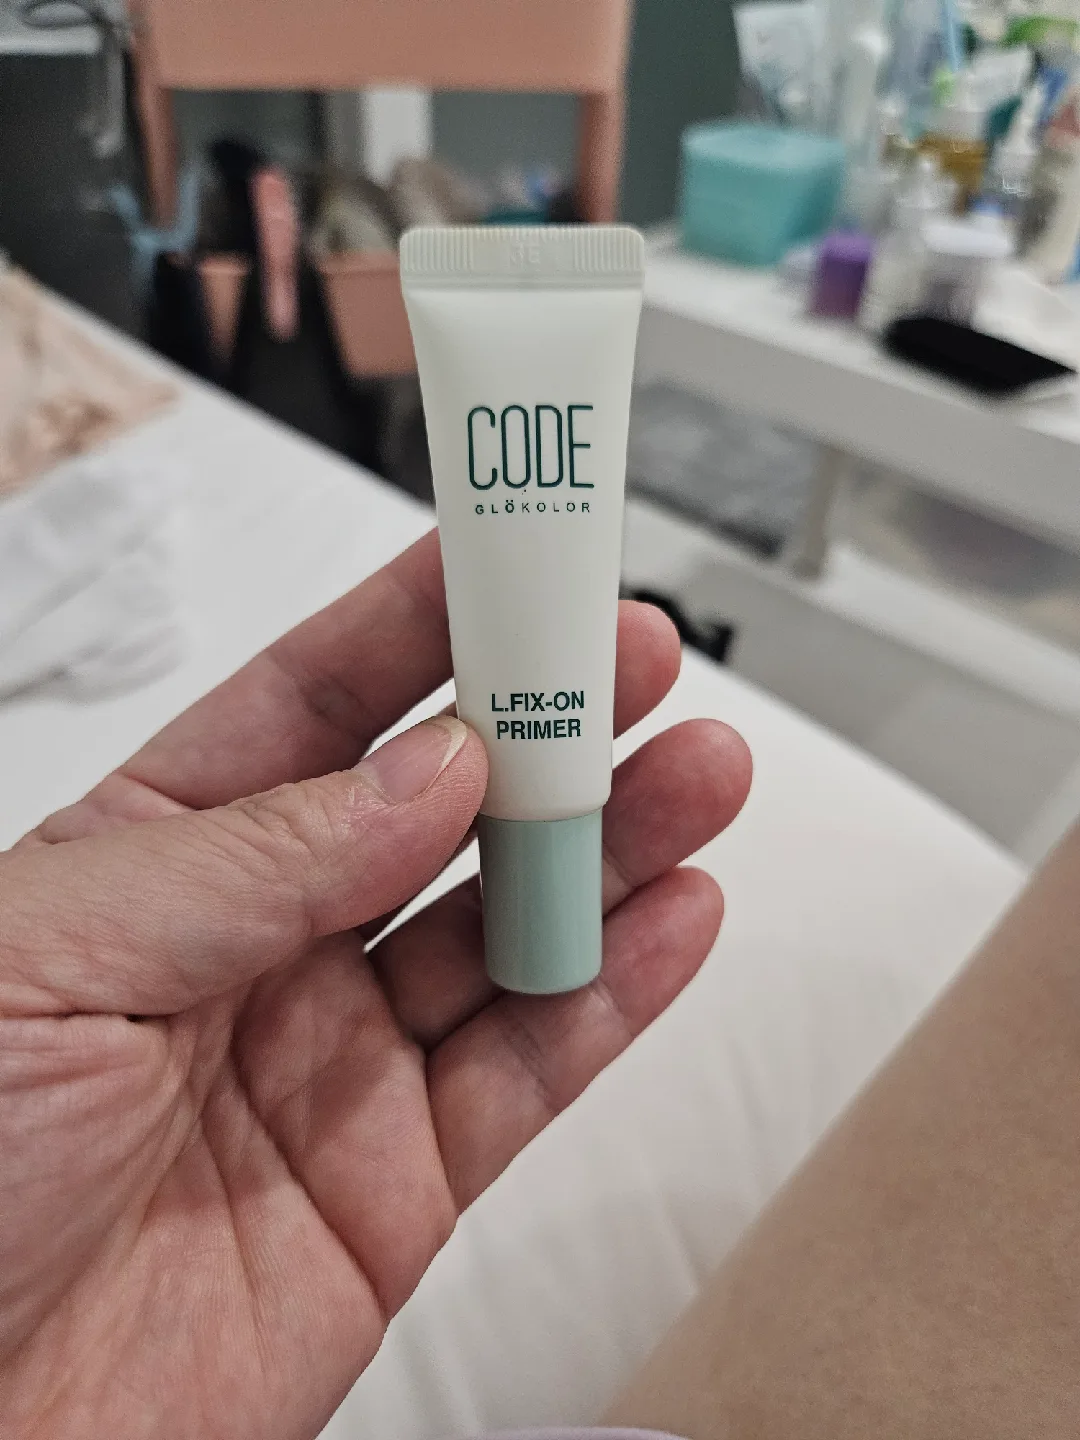 CODE
GLÖKOLOR
L.FIX-ON
PRIMER